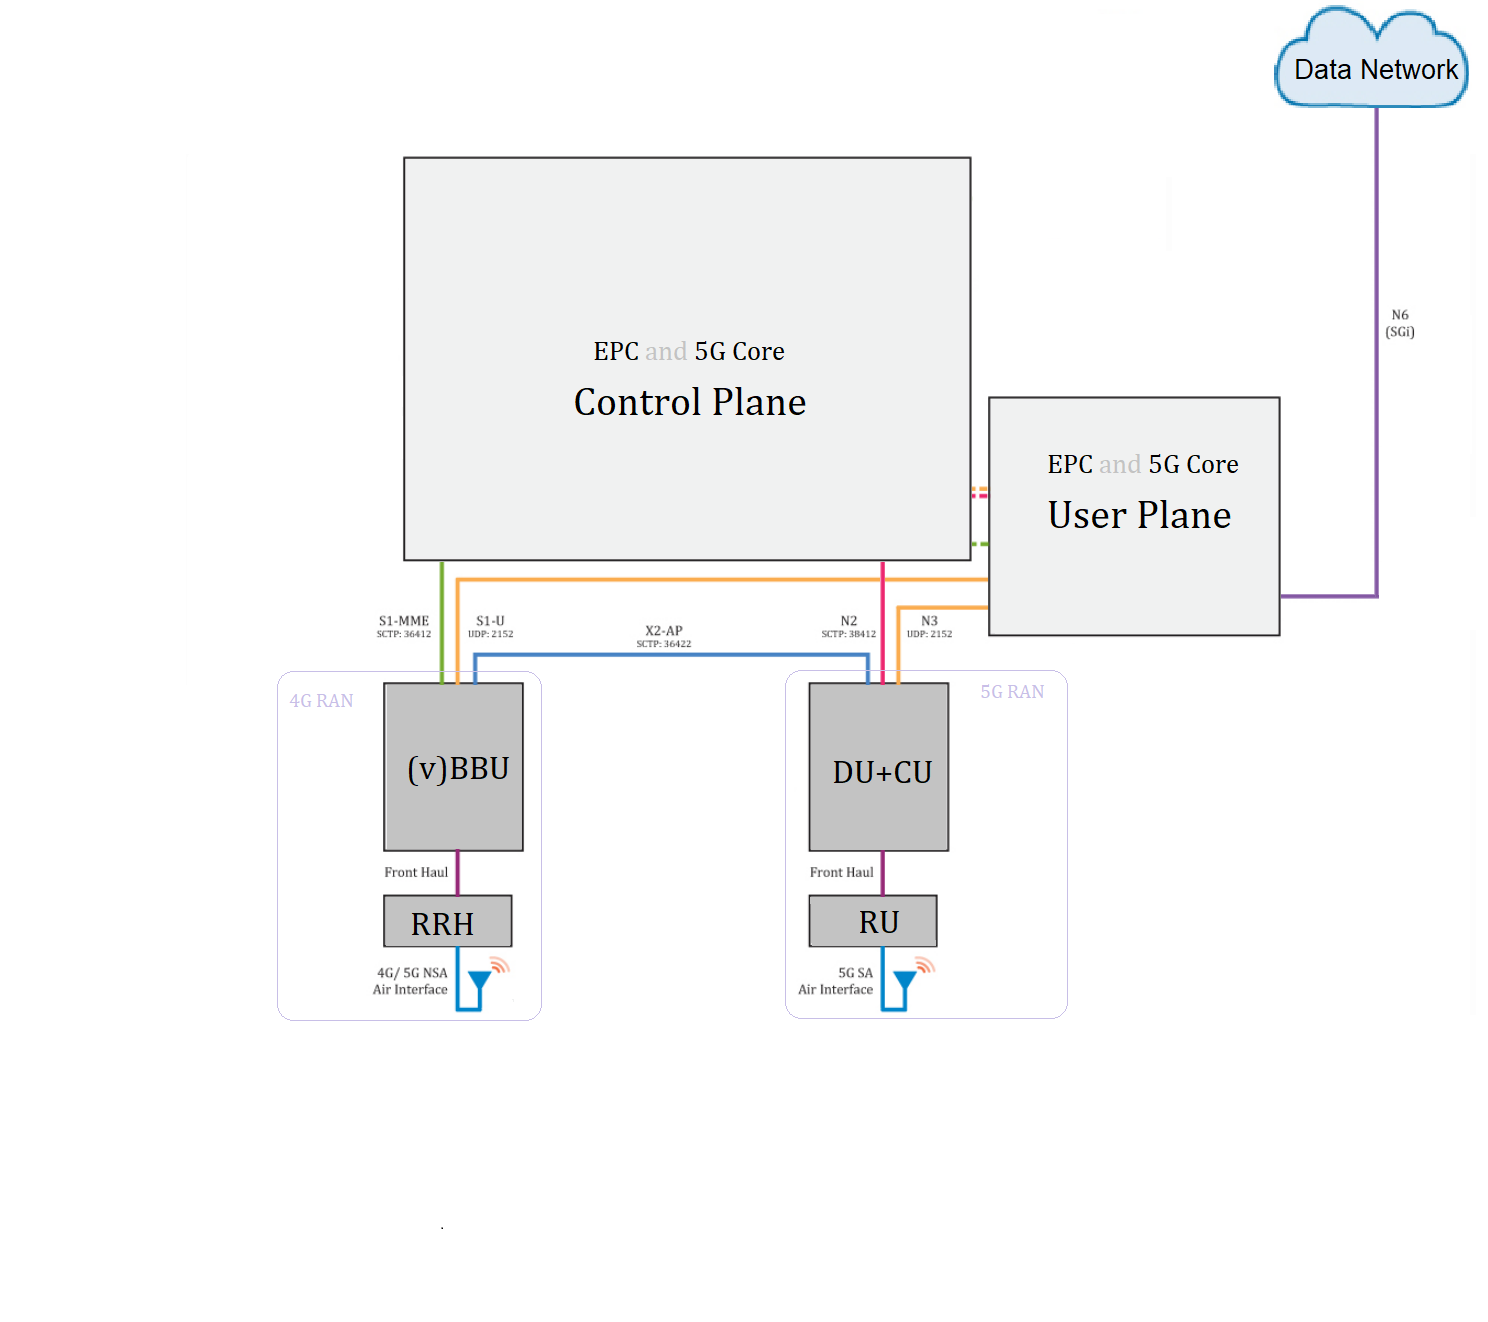 Data Network
N6
(SGi)
EPC and 5G Core
Control Plane
EPC and 5G Core
User Plane
S1-MME
SCTP: 36412
S1-U
UDP: 2152
X2-AP
SCTP: 36422
N2
SCTP: 38412
N3
UDP: 2152
4G RAN
(v)BBU
Front Haul
RRH
4G/ 5G NSA
Air Interface
5G RAN
DU+CU
Front Haul
RU
5G SA
Air Interface